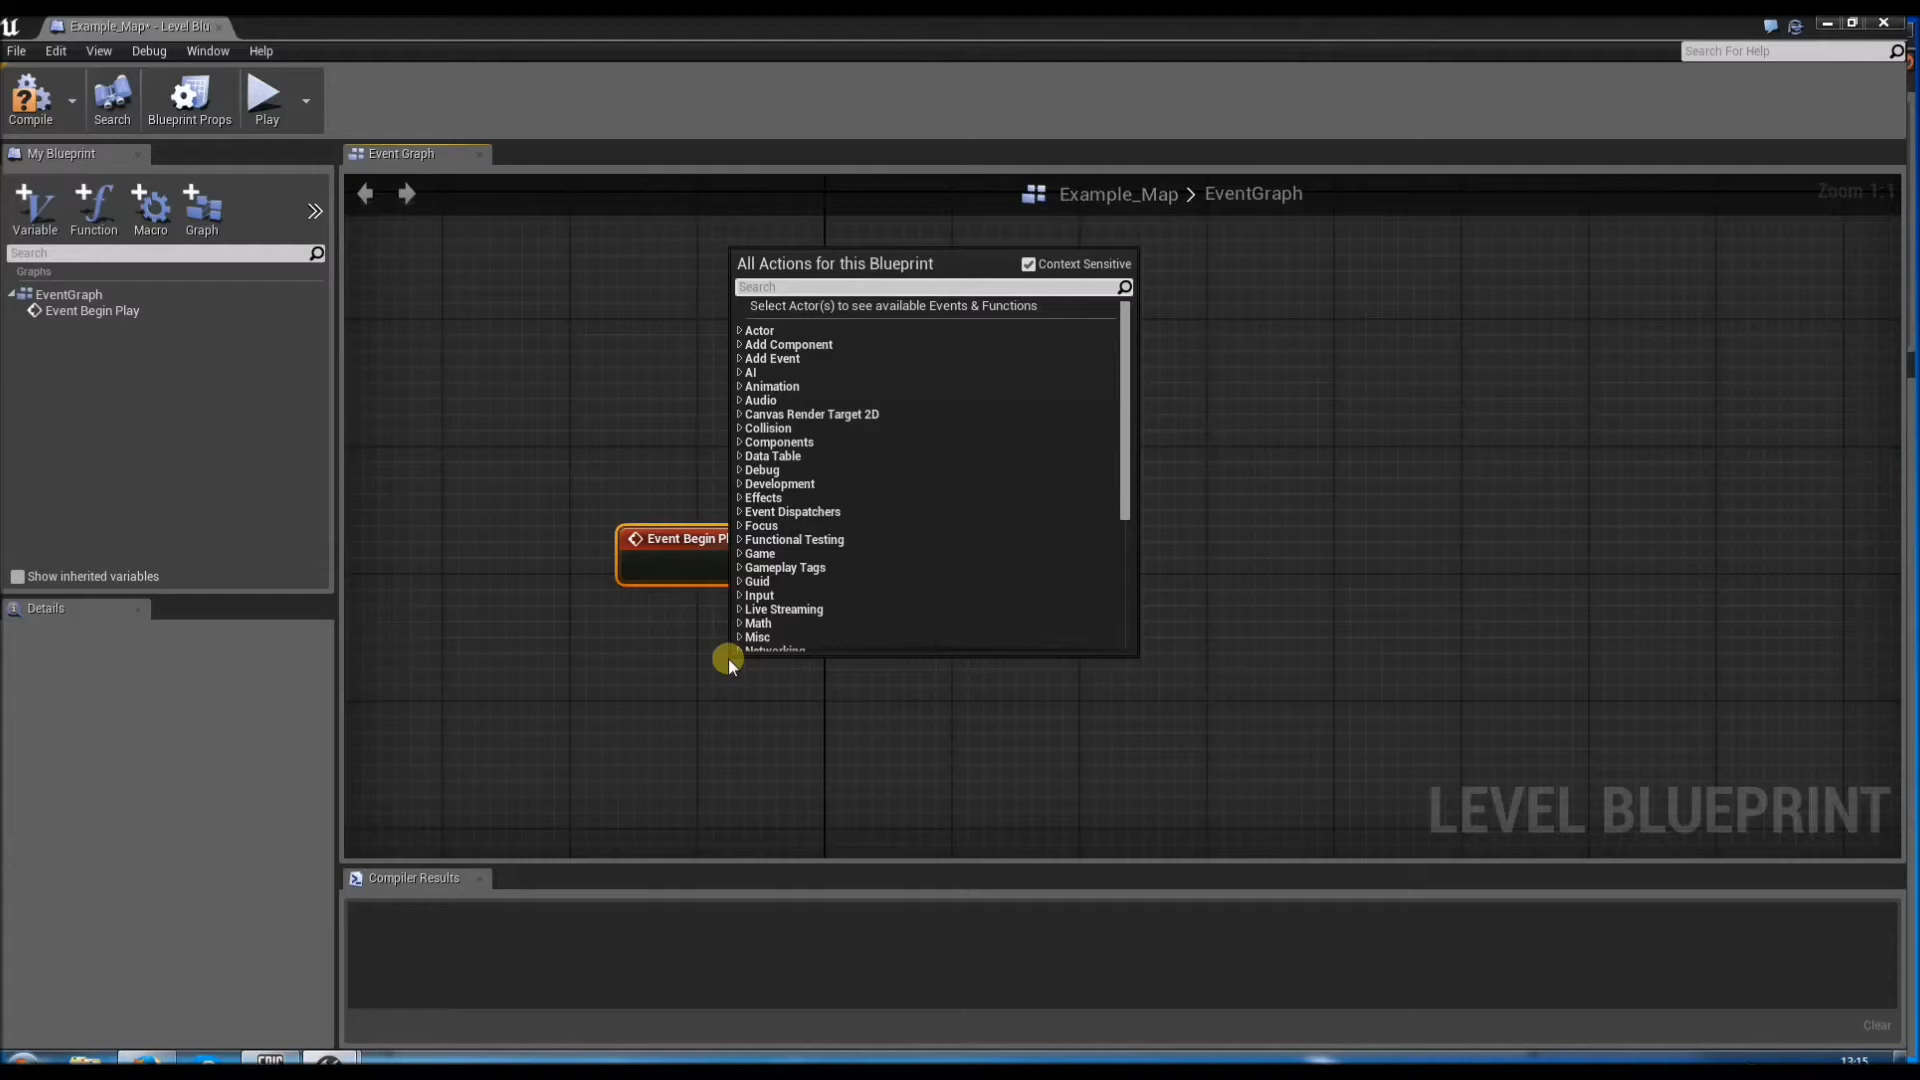 Example_Map* - Level Blu
File Edit View Debug Window Help
Search For Help
Compile Search Blueprint Props Play
My Blueprint
Event Graph
Variable Function Macro Graph
Search
Graphs
EventGraph
Event Begin Play
Show inherited variables
Details
Example_Map > EventGraph
Zoom 1:1
All Actions for this Blueprint
Context Sensitive
Search
Select Actor(s) to see available Events & Functions
Actor
Add Component
Add Event
AI
Animation
Audio
Canvas Render Target 2D
Collision
Components
Data Table
Debug
Development
Effects
Event Dispatchers
Focus
Functional Testing
Game
Gameplay Tags
Guid
Input
Live Streaming
Math
Misc
Networking
Event Begin Pl
LEVEL BLUEPRINT
Compiler Results
Clear
EPIC
13:15